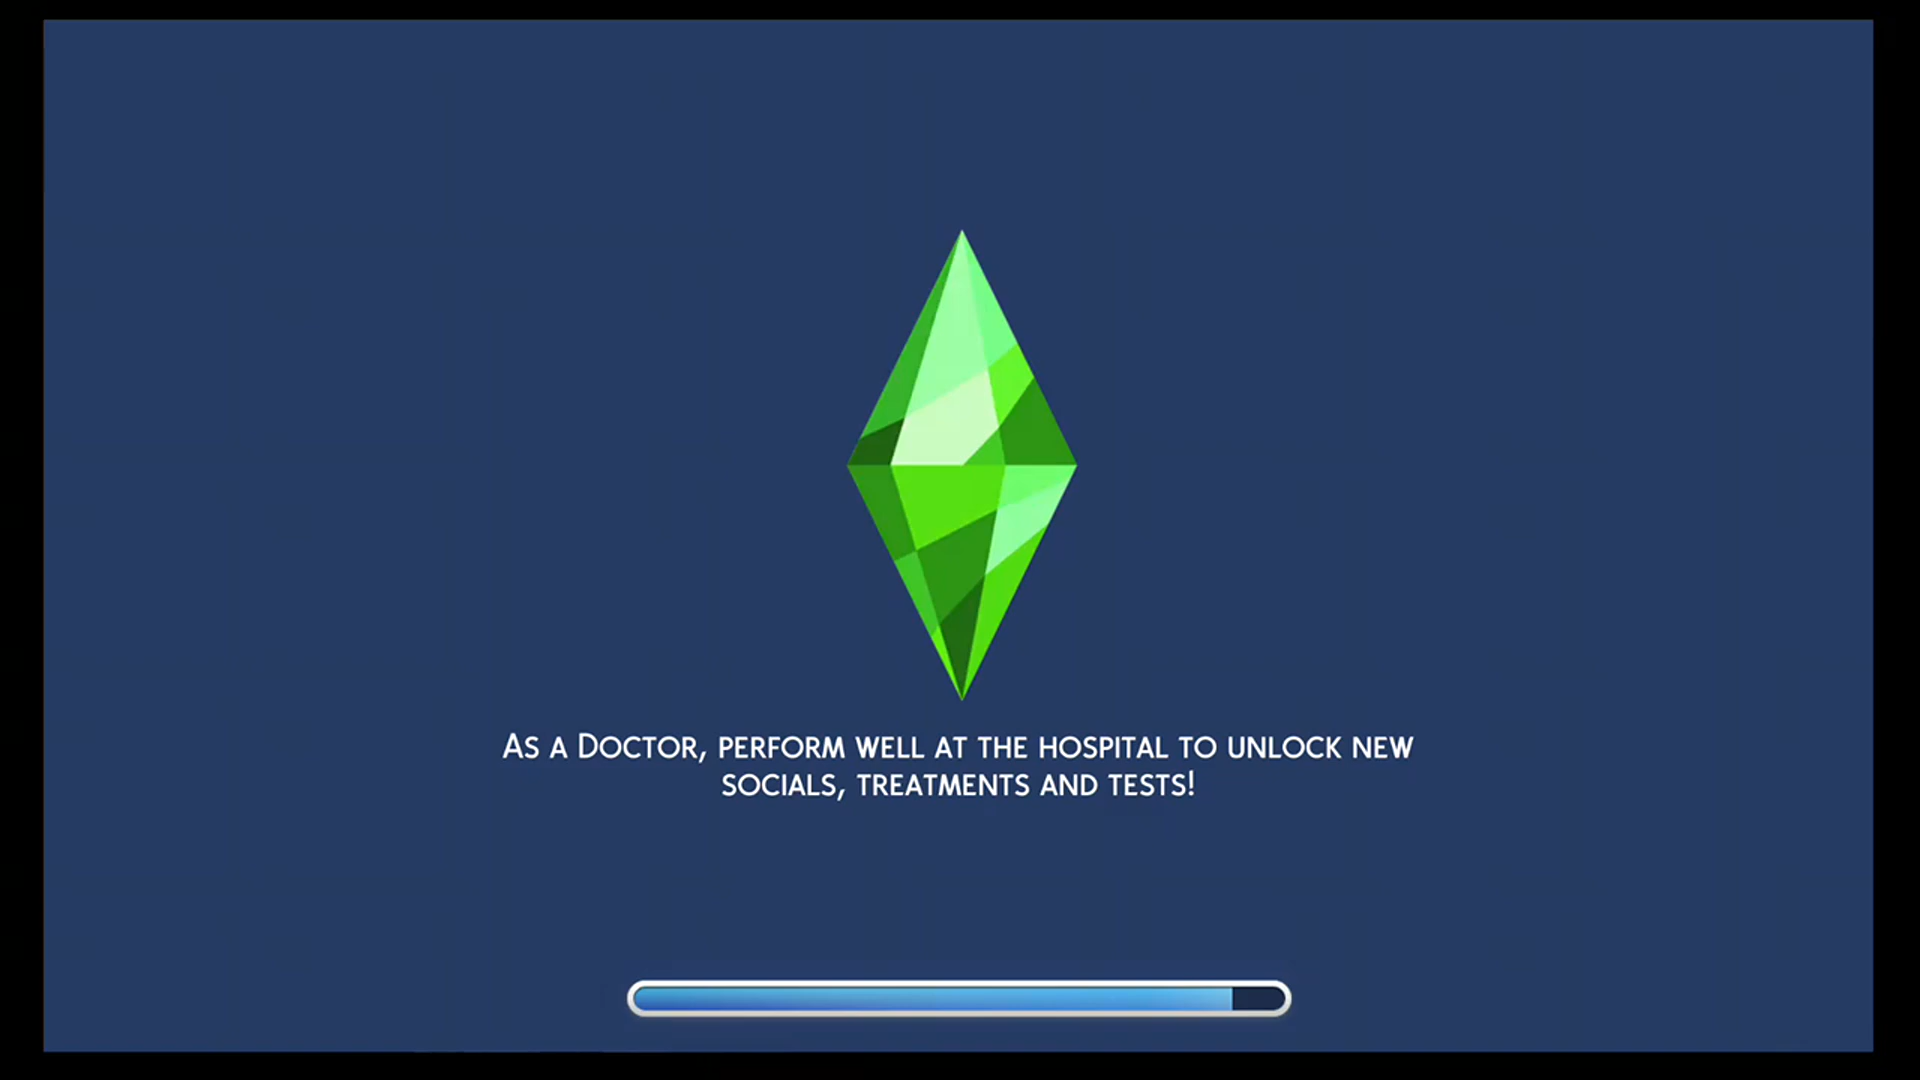 As a Doctor, perform well at the hospital to unlock new
socials, treatments and tests!